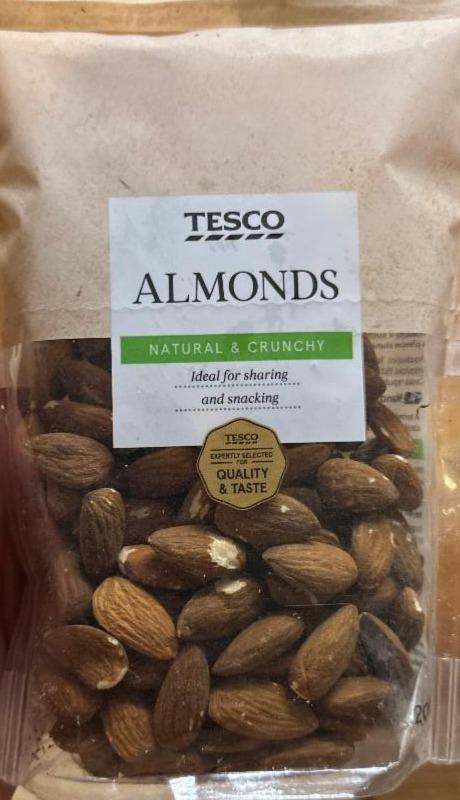 TESCO
ALMONDS
NATURAL & CRUNCHY
Ideal for sharing
and snacking
TESCO
EXPERTLY SELECTED
FOR
QUALITY
& TASTE